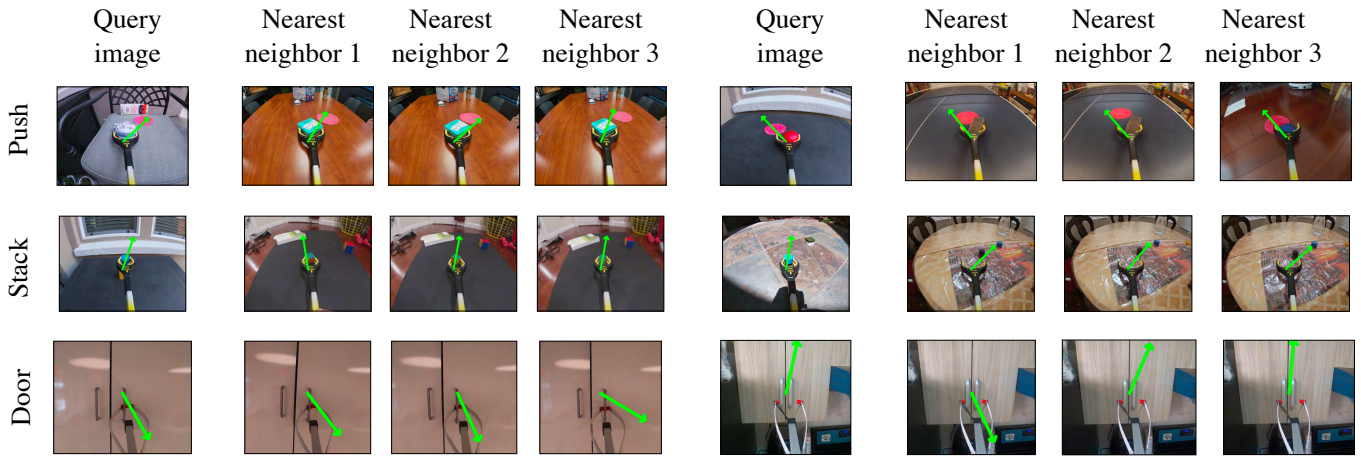 Query image
Nearest neighbor 1
Nearest neighbor 2
Nearest neighbor 3
Query image
Nearest neighbor 1
Nearest neighbor 2
Nearest neighbor 3
Push
Stack
Door